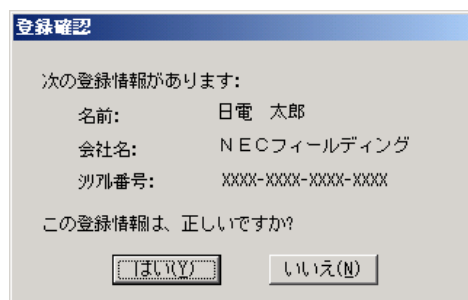 登録確認
次の登録情報があります:
名前: 日電 太郎
会社名: NECフィールディング
シリアル番号: XXXX-XXXX-XXXX-XXXX
この登録情報は、正しいですか?
はい(Y) いいえ(N)